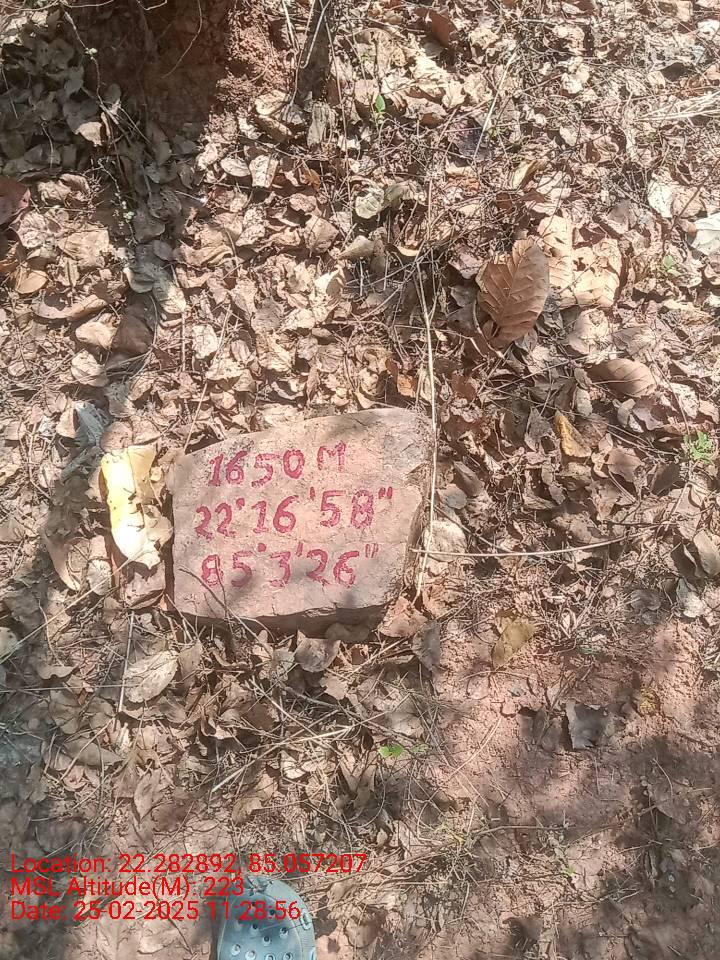 1650 M
22°16'58"
85°3'26"
Location: 22.282892, 85.057207
MSL Altitude(M): 223
Date: 25-02-2025 11:28:56